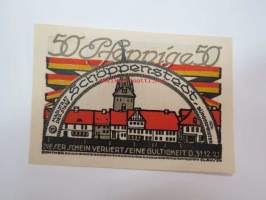 50 Pfennige 50
Schöppenstedt
DIESER SCHEIN VERLIERT SEINE GÜLTIGKEIT D. 31.12.21